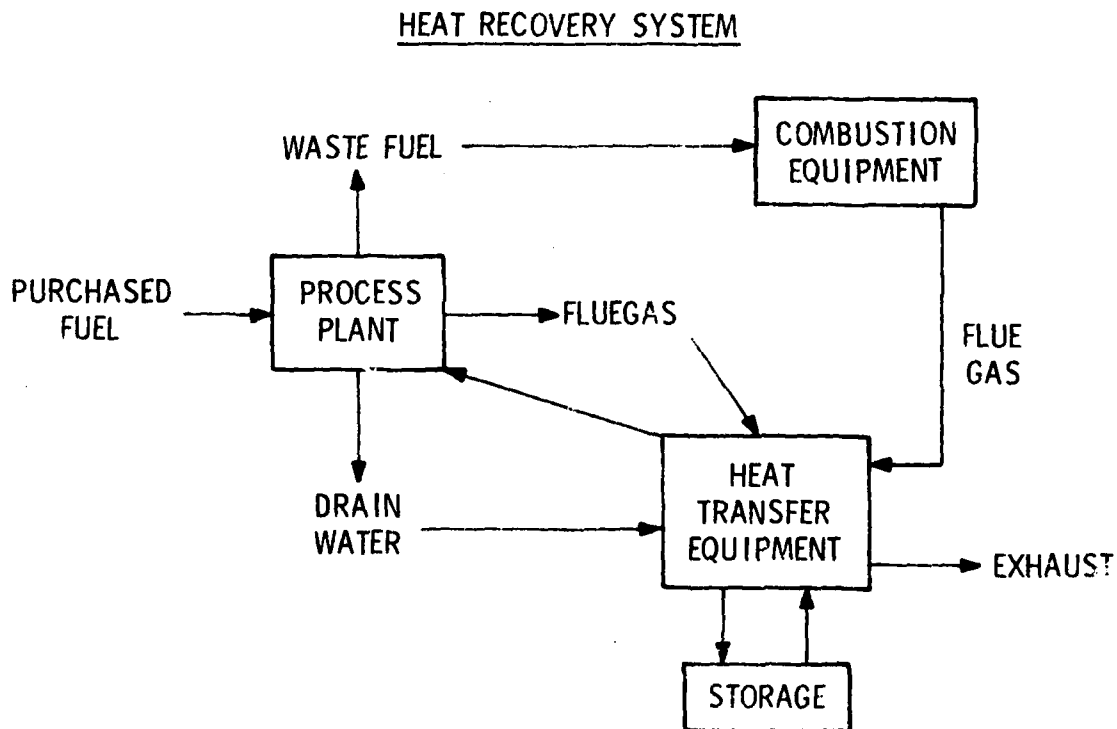 HEAT RECOVERY SYSTEM
WASTE FUEL
COMBUSTION
EQUIPMENT
PURCHASED
FUEL
PROCESS
PLANT
FLUEGAS
FLUE
GAS
DRAIN
WATER
HEAT
TRANSFER
EQUIPMENT
EXHAUST
STORAGE